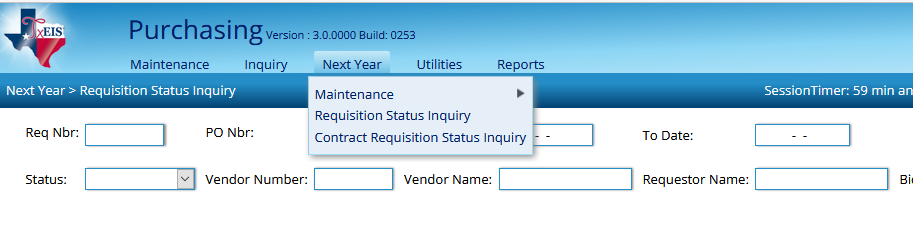 TxEIS
Purchasing Version : 3.0.0000 Build: 0253
Maintenance Inquiry Next Year Utilities Reports
Next Year > Requisition Status Inquiry SessionTimer: 59 min an
Maintenance
Requisition Status Inquiry
Contract Requisition Status Inquiry
Req Nbr: PO Nbr: - - To Date: - -
Status: Vendor Number: Vendor Name: Requestor Name: Bi